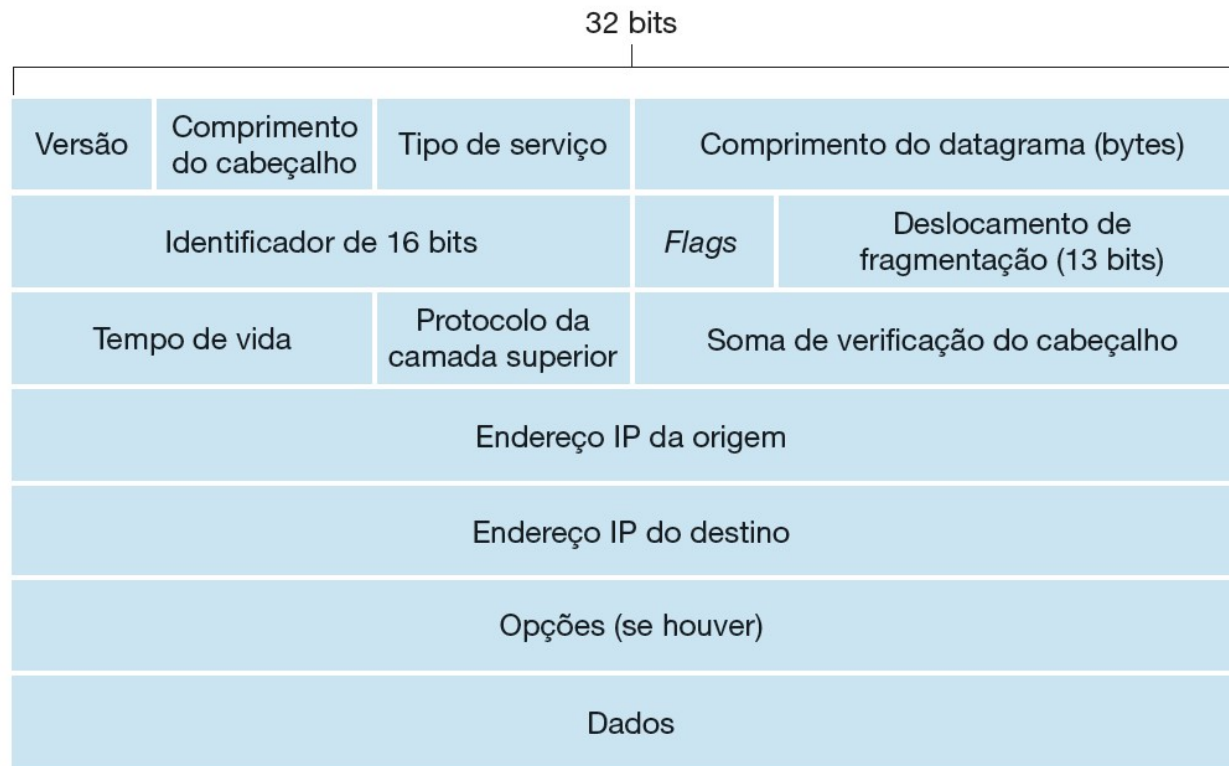 32 bits
Versão
Comprimento
do cabeçalho
Tipo de serviço
Comprimento do datagrama (bytes)
Identificador de 16 bits
Flags
Deslocamento de
fragmentação (13 bits)
Tempo de vida
Protocolo da
camada superior
Soma de verificação do cabeçalho
Endereço IP da origem
Endereço IP do destino
Opções (se houver)
Dados